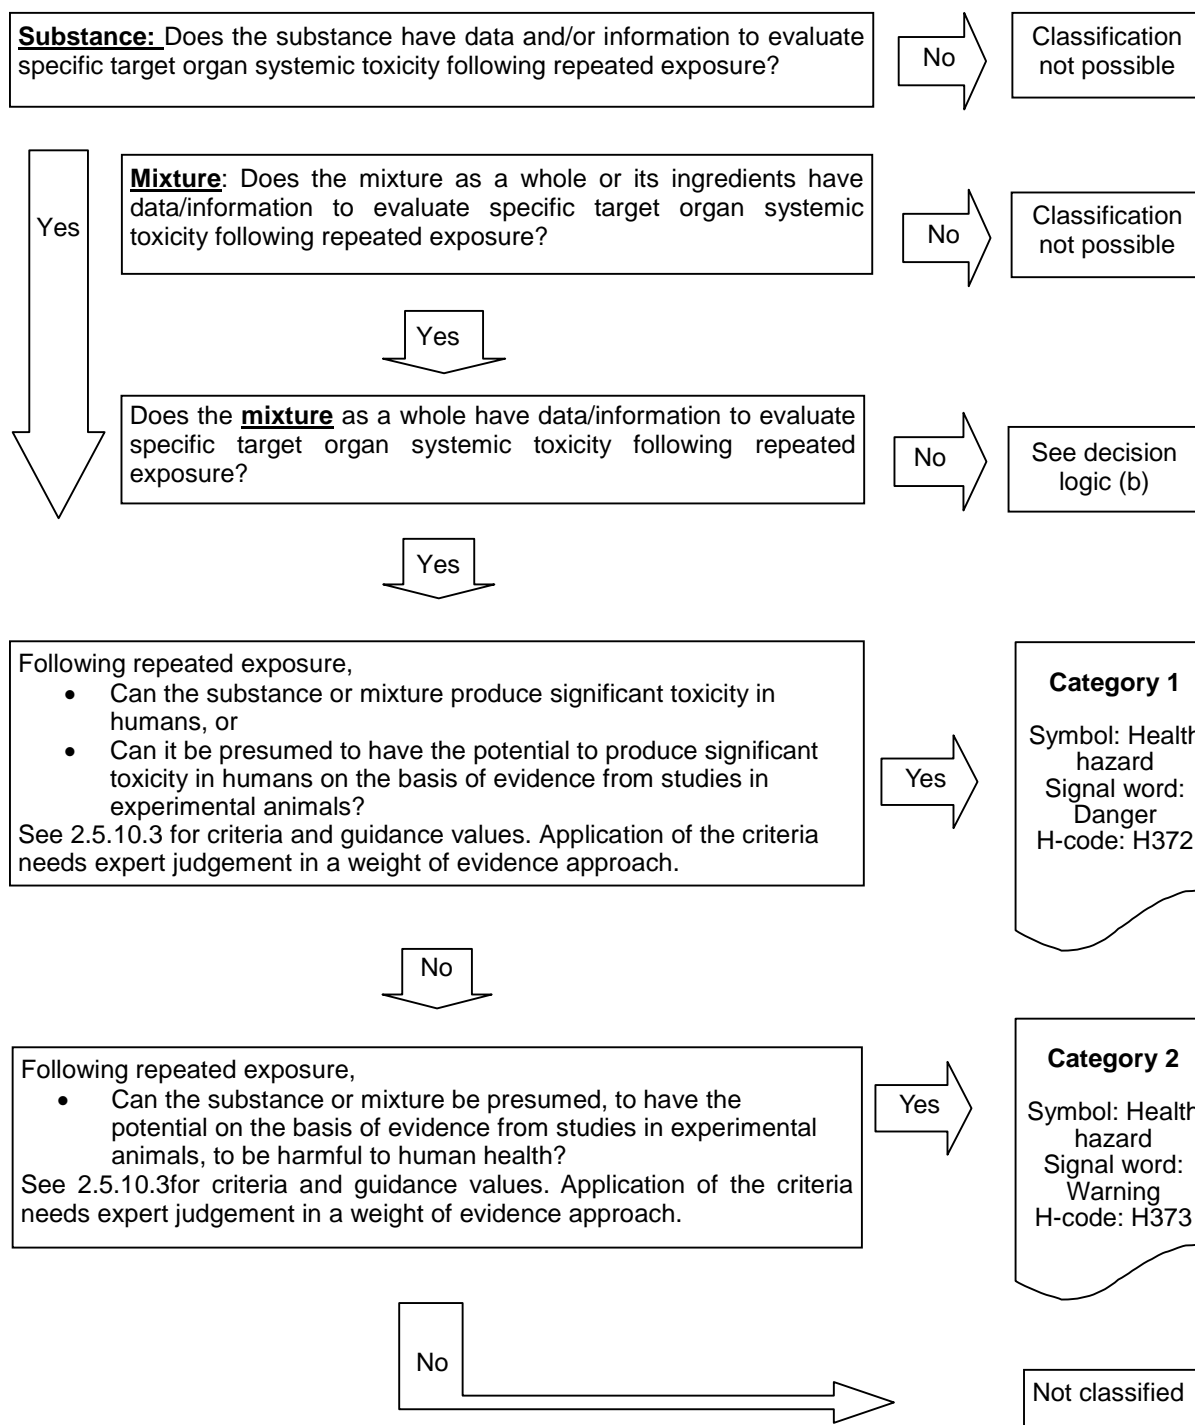 Substance: Does the substance have data and/or information to evaluate
specific target organ systemic toxicity following repeated exposure?
No
Classification
not possible
Yes
Mixture: Does the mixture as a whole or its ingredients have
data/information to evaluate specific target organ systemic
toxicity following repeated exposure?
No
Classification
not possible
Yes
Does the mixture as a whole have data/information to evaluate
specific target organ systemic toxicity following repeated
exposure?
No
See decision
logic (b)
Yes
Following repeated exposure,
• Can the substance or mixture produce significant toxicity in
humans, or
• Can it be presumed to have the potential to produce significant
toxicity in humans on the basis of evidence from studies in
experimental animals?
See 2.5.10.3 for criteria and guidance values. Application of the criteria
needs expert judgement in a weight of evidence approach.
Yes
Category 1
Symbol: Health
hazard
Signal word:
Danger
H-code: H372
No
Following repeated exposure,
• Can the substance or mixture be presumed, to have the
potential on the basis of evidence from studies in experimental
animals, to be harmful to human health?
See 2.5.10.3for criteria and guidance values. Application of the criteria
needs expert judgement in a weight of evidence approach.
Yes
Category 2
Symbol: Health
hazard
Signal word:
Warning
H-code: H373
No
Not classified